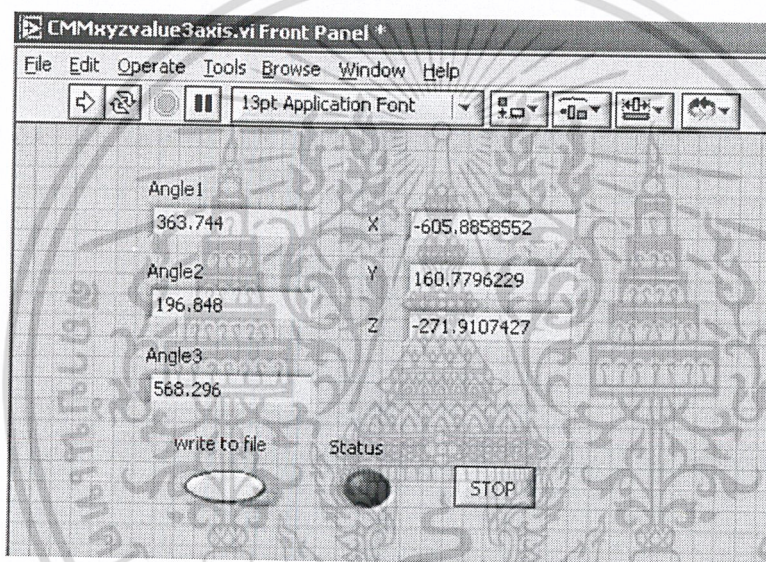 CMMxyzvalue3axis.vi Front Panel *
File Edit Operate Tools Browse Window Help
13pt Application Font
Angle1
363.744
X -605.8858552
Angle2
196.848
Y 160.7796229
Z -271.9107427
Angle3
568.296
write to file
Status
STOP